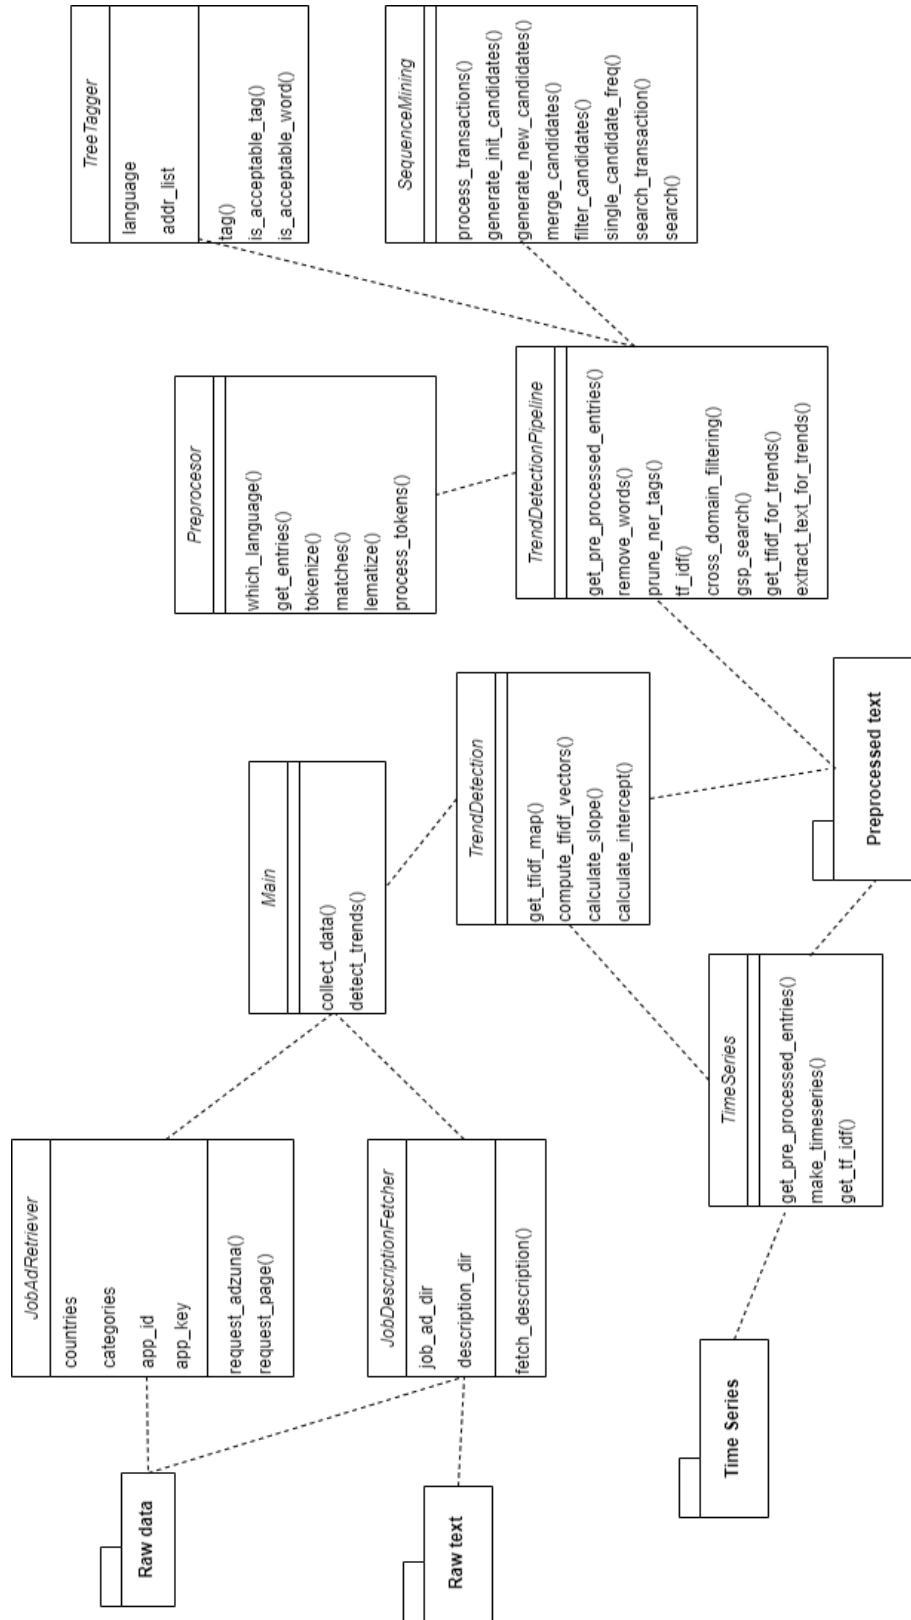 JobAdRetriever
countries
categories
app_id
app_key
request_adzuna()
request_page()
Raw data
JobDescriptionFetcher
job_ad_dir
description_dir
fetch_description()
Raw text
Main
collect_data()
detect_trends()
TrendDetection
get_tfidf_map()
compute_tfidf_vectors()
calculate_slope()
calculate_intercept()
TimeSeries
get_pre_processed_entries()
make_timeseries()
get_tf_idf()
Time Series
Preprocessed text
Preprocesor
which_language()
get_entries()
tokenize()
matches()
lematize()
process_tokens()
TrendDetectionPipeline
get_pre_processed_entries()
remove_words()
prune_ner_tags()
tf_idf()
cross_domain_filtering()
gsp_search()
get_tfidf_for_trends()
extract_text_for_trends()
TreeTagger
language
addr_list
tag()
is_acceptable_tag()
is_acceptable_word()
SequenceMining
process_transactions()
generate_init_candidates()
generate_new_candidates()
merge_candidates()
filter_candidates()
single_candidate_freq()
search_transaction()
search()